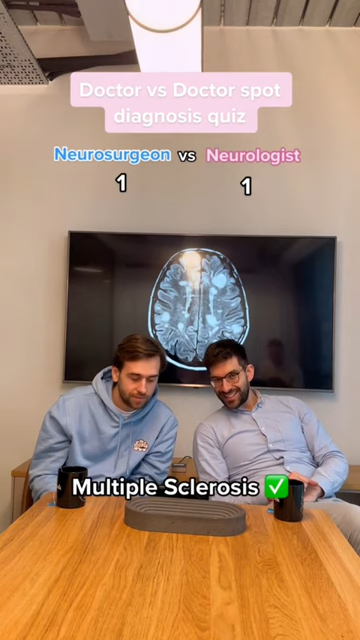 Doctor vs Doctor spot
diagnosis quiz
Neurosurgeon vs Neurologist
1 1
Multiple Sclerosis ✅